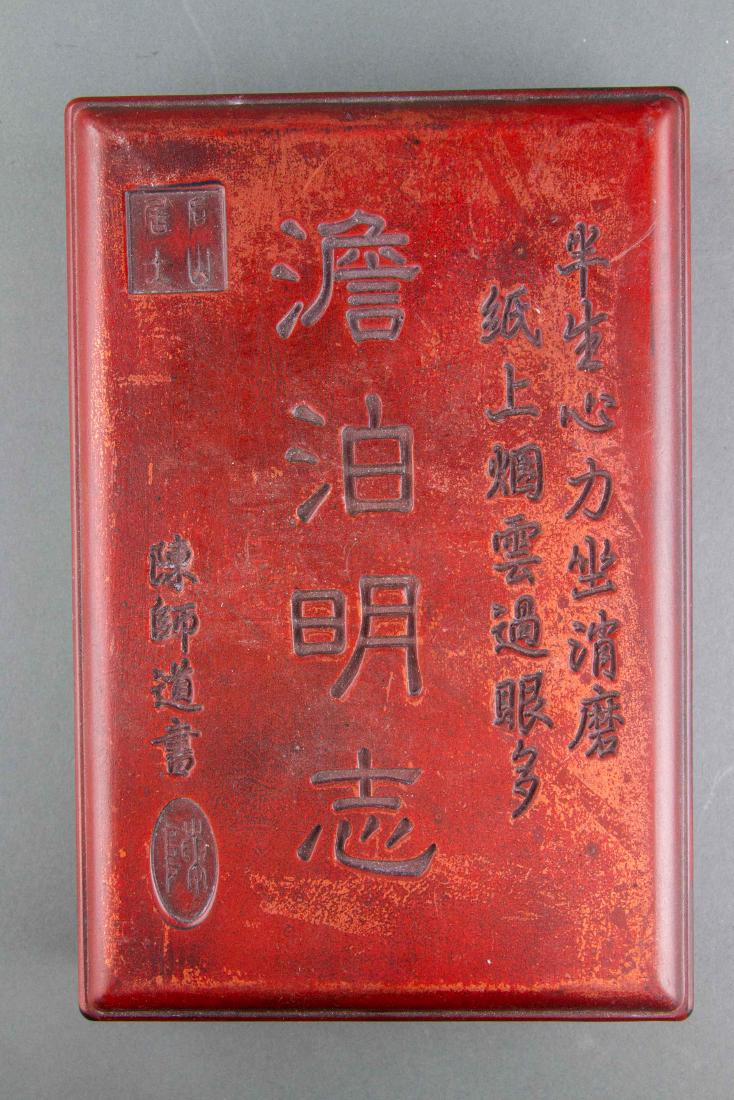 半生心力坐消磨
紙上烟雲過眼多
澹泊明志
陳師道書